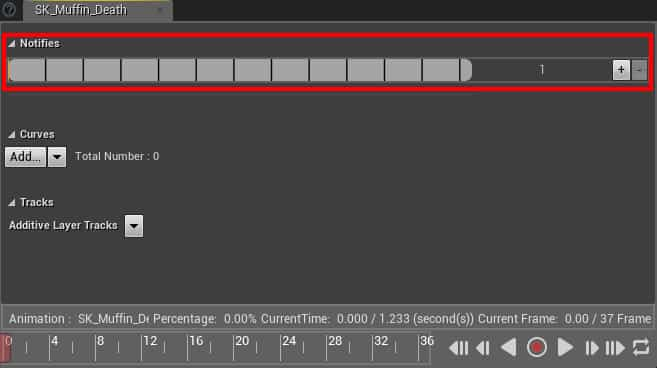 SK_Muffin_Death
Notifies
1 + -
Curves
Add... Total Number : 0
Tracks
Additive Layer Tracks
Animation : SK_Muffin_De Percentage: 0.00% CurrentTime: 0.000 / 1.233 (second(s)) Current Frame: 0.00 / 37 Frame
0 4 8 12 16 20 24 28 32 36